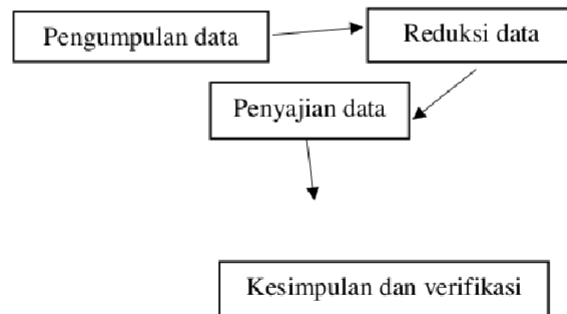 Pengumpulan data
Reduksi data
Penyajian data
Kesimpulan dan verifikasi